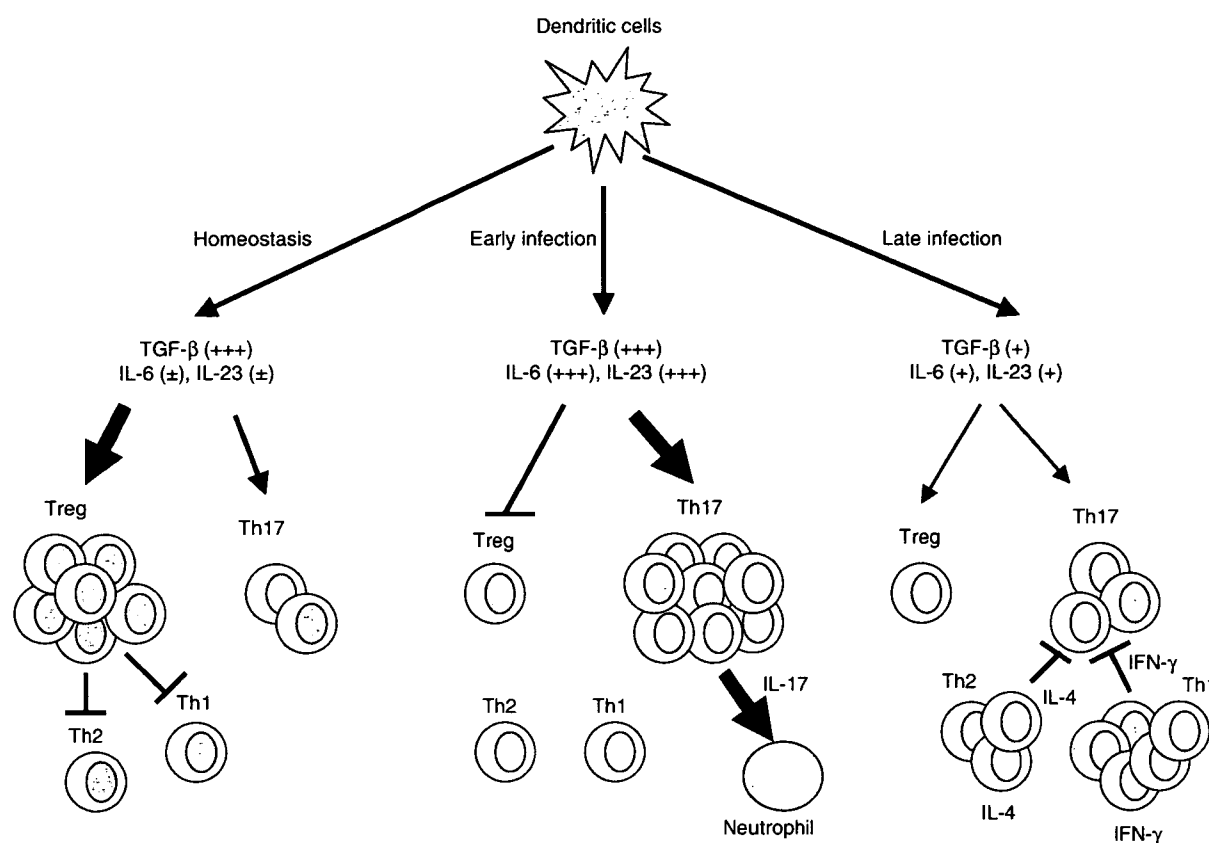 Dendritic cells
Homeostasis
Early infection
Late infection
TGF-β (+++)
IL-6 (±), IL-23 (±)
TGF-β (+++)
IL-6 (+++), IL-23 (+++)
TGF-β (+)
IL-6 (+), IL-23 (+)
Treg
Th17
Th2
Th1
Treg
Th17
Th2
Th1
IL-17
Neutrophil
Treg
Th17
Th2
IL-4
IFN-γ
Th1
IL-4
IFN-γ